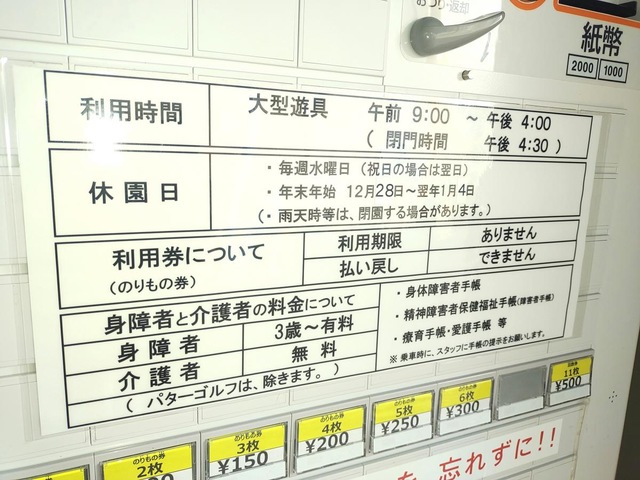 おつり・返却
紙幣
2000 1000
利用時間
大型遊具 午前 9:00 ~ 午後 4:00
( 閉門時間 午後 4:30 )
休園日
・毎週水曜日 (祝日の場合は翌日)
・年末年始 12月28日~翌年1月4日
(・雨天時等は、閉園する場合があります。)
利用券について
(のりもの券)
利用期限 ありません
払い戻し できません
身障者と介護者の料金について
身障者 3歳~有料
介護者 無料
( パターゴルフは、除きます。 )
・身体障害者手帳
・精神障害者保健福祉手帳(障害者手帳)
・療育手帳・愛護手帳 等
※ 乗車時に、スタッフに手帳の提示をお願いします。
のりもの券
2枚
のりもの券
3枚
¥150
のりもの券
4枚
¥200
のりもの券
5枚
¥250
のりもの券
6枚
¥300
11枚
¥500
忘れずに!!